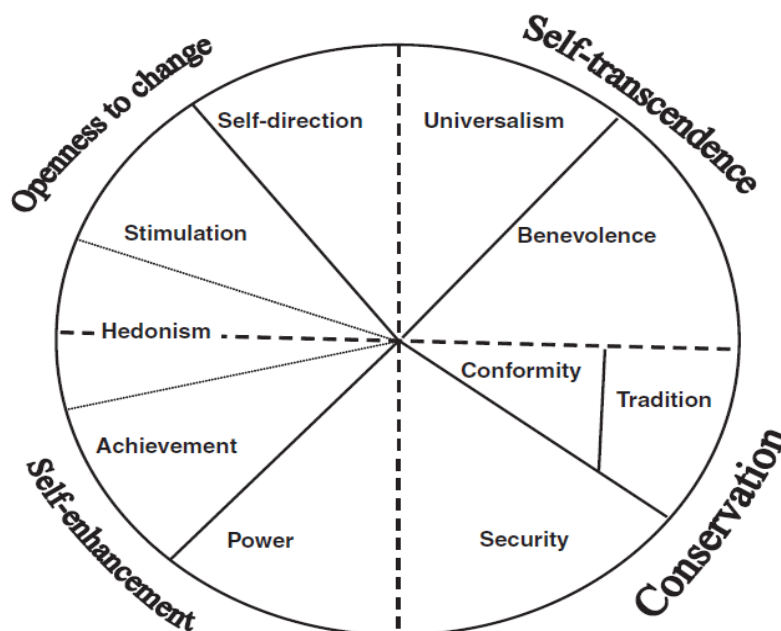 Openness to change
Self-transcendence
Self-direction
Universalism
Stimulation
Benevolence
Hedonism
Conformity
Tradition
Achievement
Power
Security
Self-enhancement
Conservation